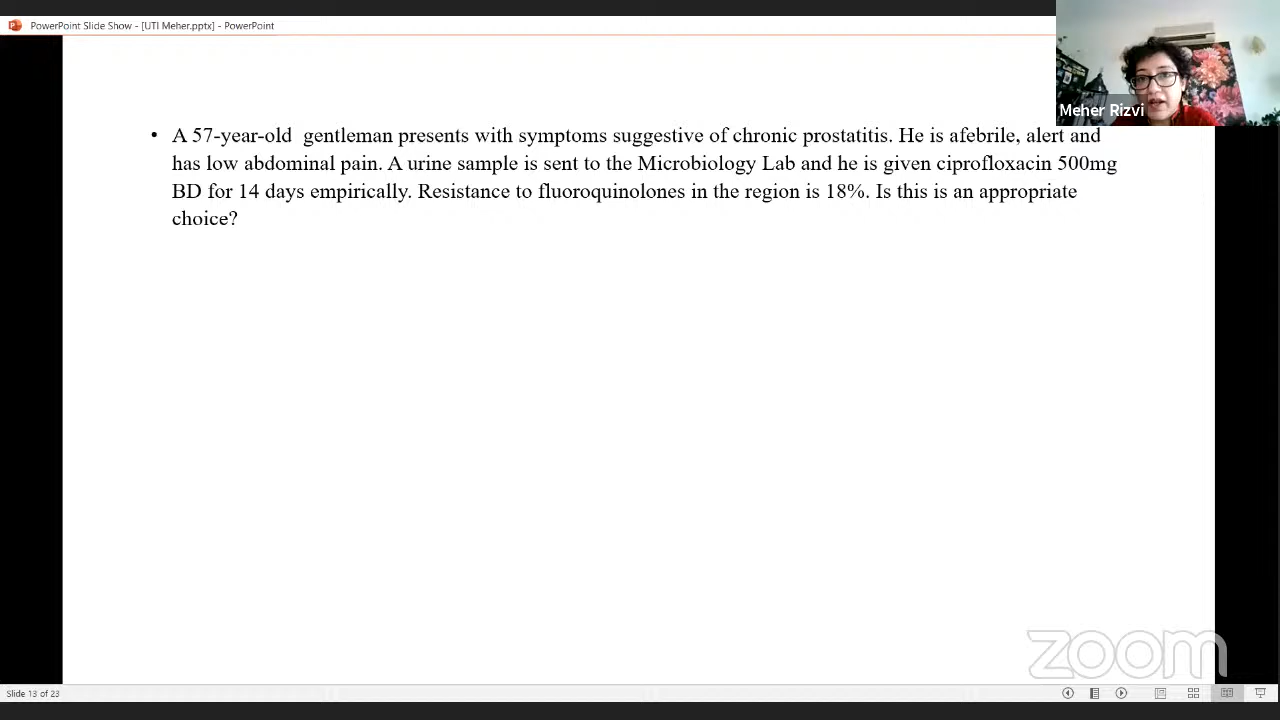 PowerPoint Slide Show - [UTI Meher.pptx] - PowerPoint
Meher Rizvi
• A 57-year-old gentleman presents with symptoms suggestive of chronic prostatitis. He is afebrile, alert and
has low abdominal pain. A urine sample is sent to the Microbiology Lab and he is given ciprofloxacin 500mg
BD for 14 days empirically. Resistance to fluoroquinolones in the region is 18%. Is this is an appropriate
choice?
zoom
Slide 13 of 23